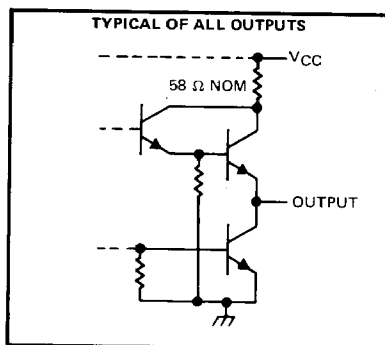 TYPICAL OF ALL OUTPUTS
VCC
58 Ω NOM
OUTPUT